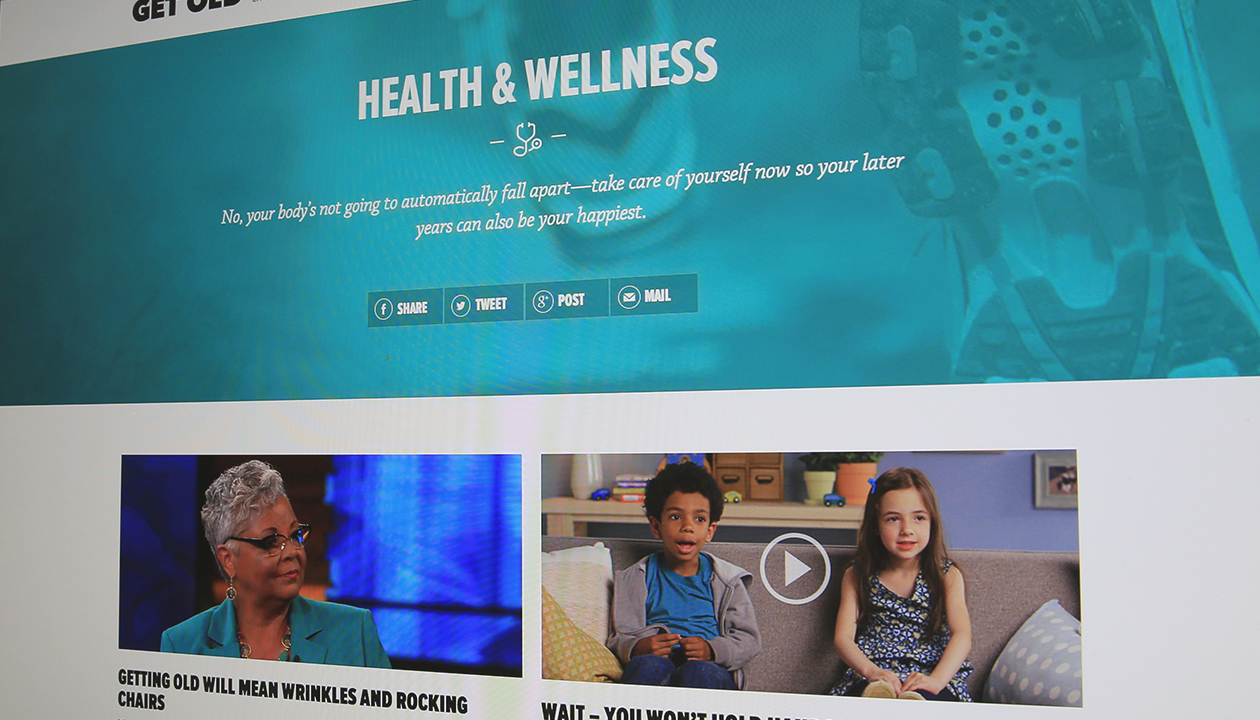 GET OLD
HEALTH & WELLNESS
No, your body's not going to automatically fall apart—take care of yourself now so your later
years can also be your happiest.
f SHARE TWEET g+ POST MAIL
GETTING OLD WILL MEAN WRINKLES AND ROCKING
CHAIRS
WAIT – YOU WON'T HOLD